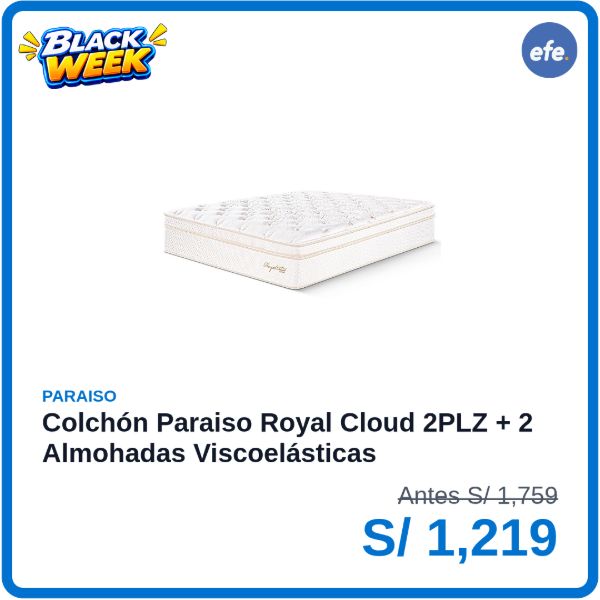 BLACK
WEEK
efe.
PARAISO
Colchón Paraiso Royal Cloud 2PLZ + 2
Almohadas Viscoelásticas
Antes S/ 1,759
S/ 1,219